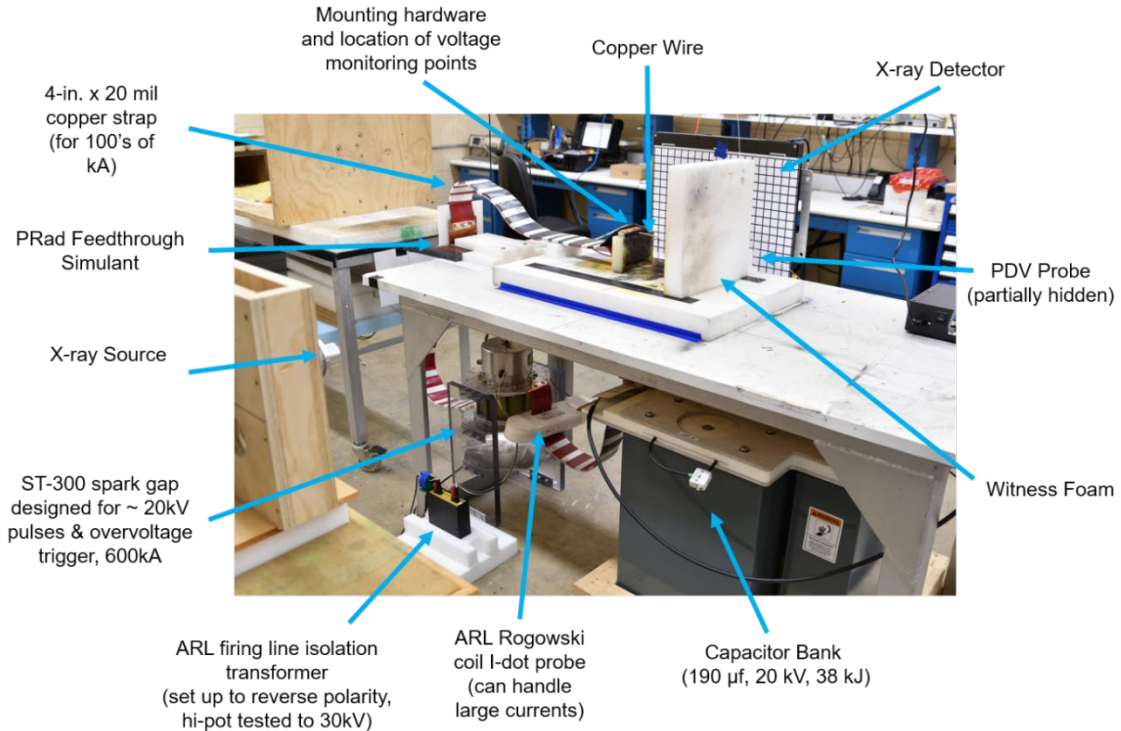 Mounting hardware
and location of voltage
monitoring points
Copper Wire
X-ray Detector
4-in. x 20 mil
copper strap
(for 100’s of
kA)
PRad Feedthrough
Simulant
PDV Probe
(partially hidden)
X-ray Source
ST-300 spark gap
designed for ~ 20kV
pulses & overvoltage
trigger, 600kA
Witness Foam
ARL firing line isolation
transformer
(set up to reverse polarity,
hi-pot tested to 30kV)
ARL Rogowski
coil I-dot probe
(can handle
large currents)
Capacitor Bank
(190 µf, 20 kV, 38 kJ)